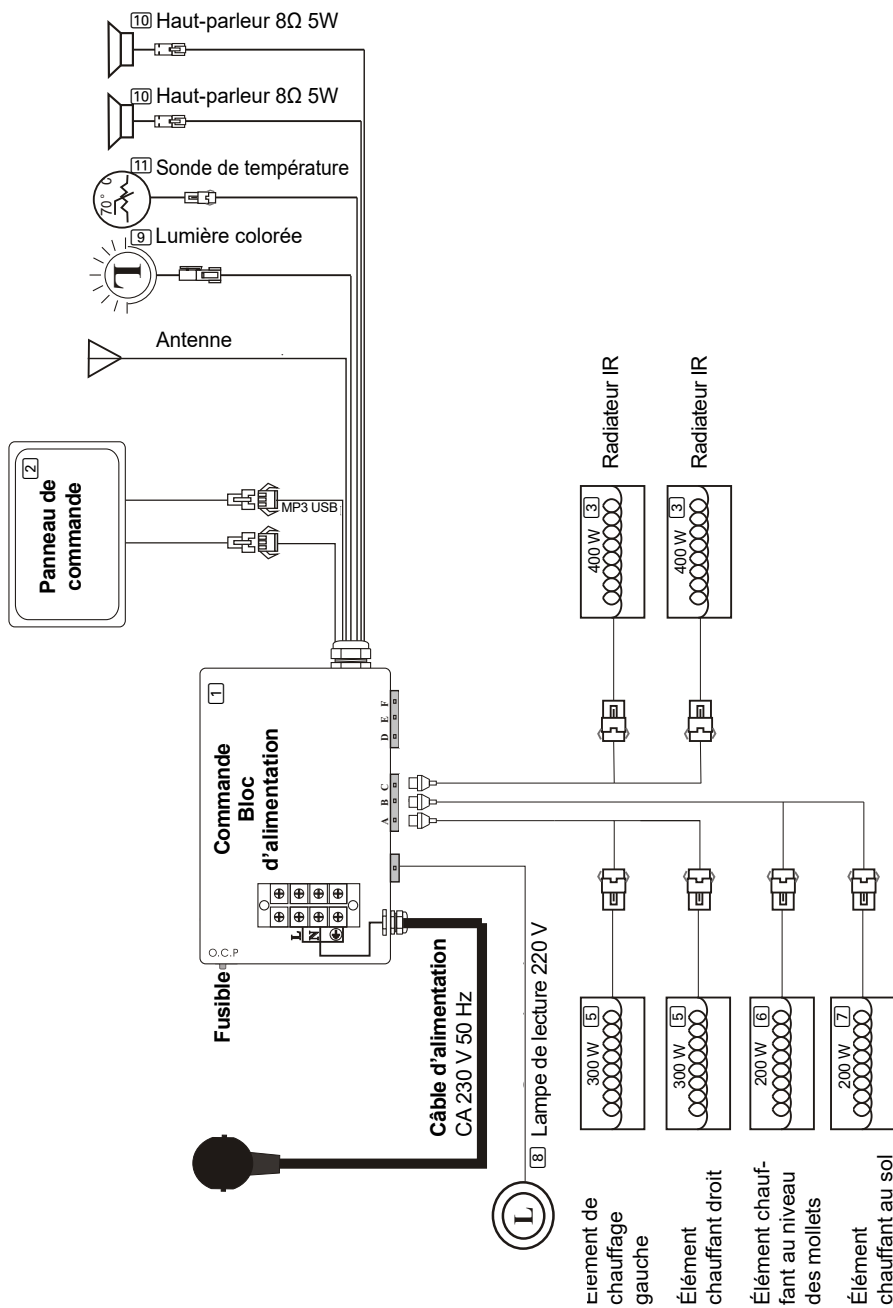 10 Haut-parleur 8Ω 5W
10 Haut-parleur 8Ω 5W
11 Sonde de température
70° C
9 Lumière colorée
L
Antenne
2
Panneau de
commande
MP3 USB
1
Commande
Bloc
d'alimentation
O.C.P
Fusible
L
N
A B C
D E F
Câble d'alimentation
CA 230 V 50 Hz
8 Lampe de lecture 220 V
L
3
400 W
Radiateur IR
3
400 W
Radiateur IR
5
300 W
Élément de
chauffage
gauche
5
300 W
Élément
chauffant droit
6
200 W
Élément chauf-
fant au niveau
des mollets
7
200 W
Élément
chauffant au sol